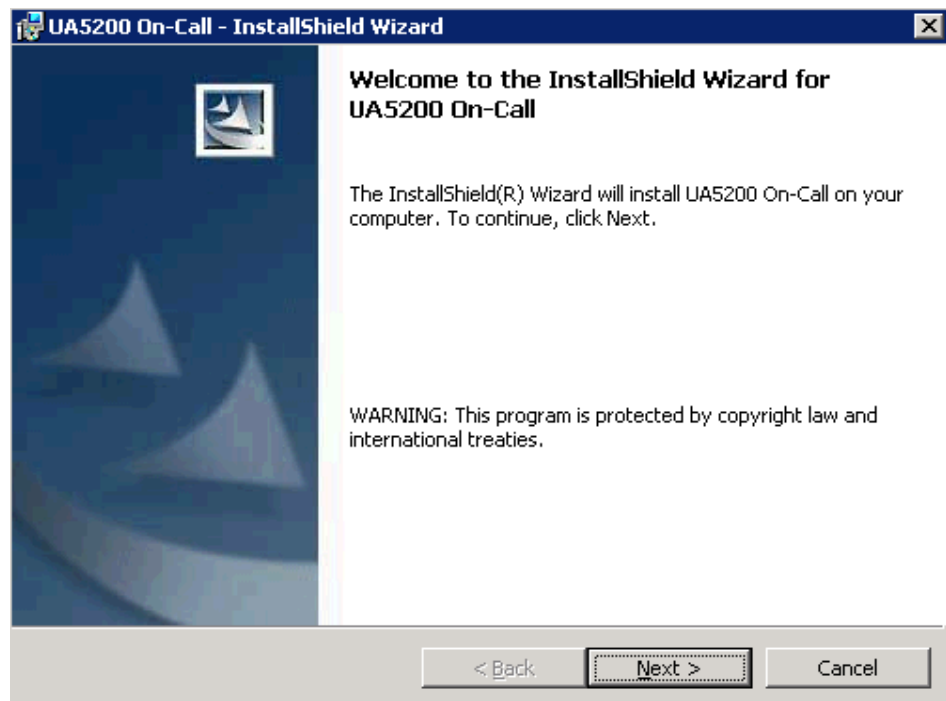 UA5200 On-Call - InstallShield Wizard
Welcome to the InstallShield Wizard for
UA5200 On-Call
The InstallShield(R) Wizard will install UA5200 On-Call on your
computer. To continue, click Next.
WARNING: This program is protected by copyright law and
international treaties.
< Back
Next >
Cancel